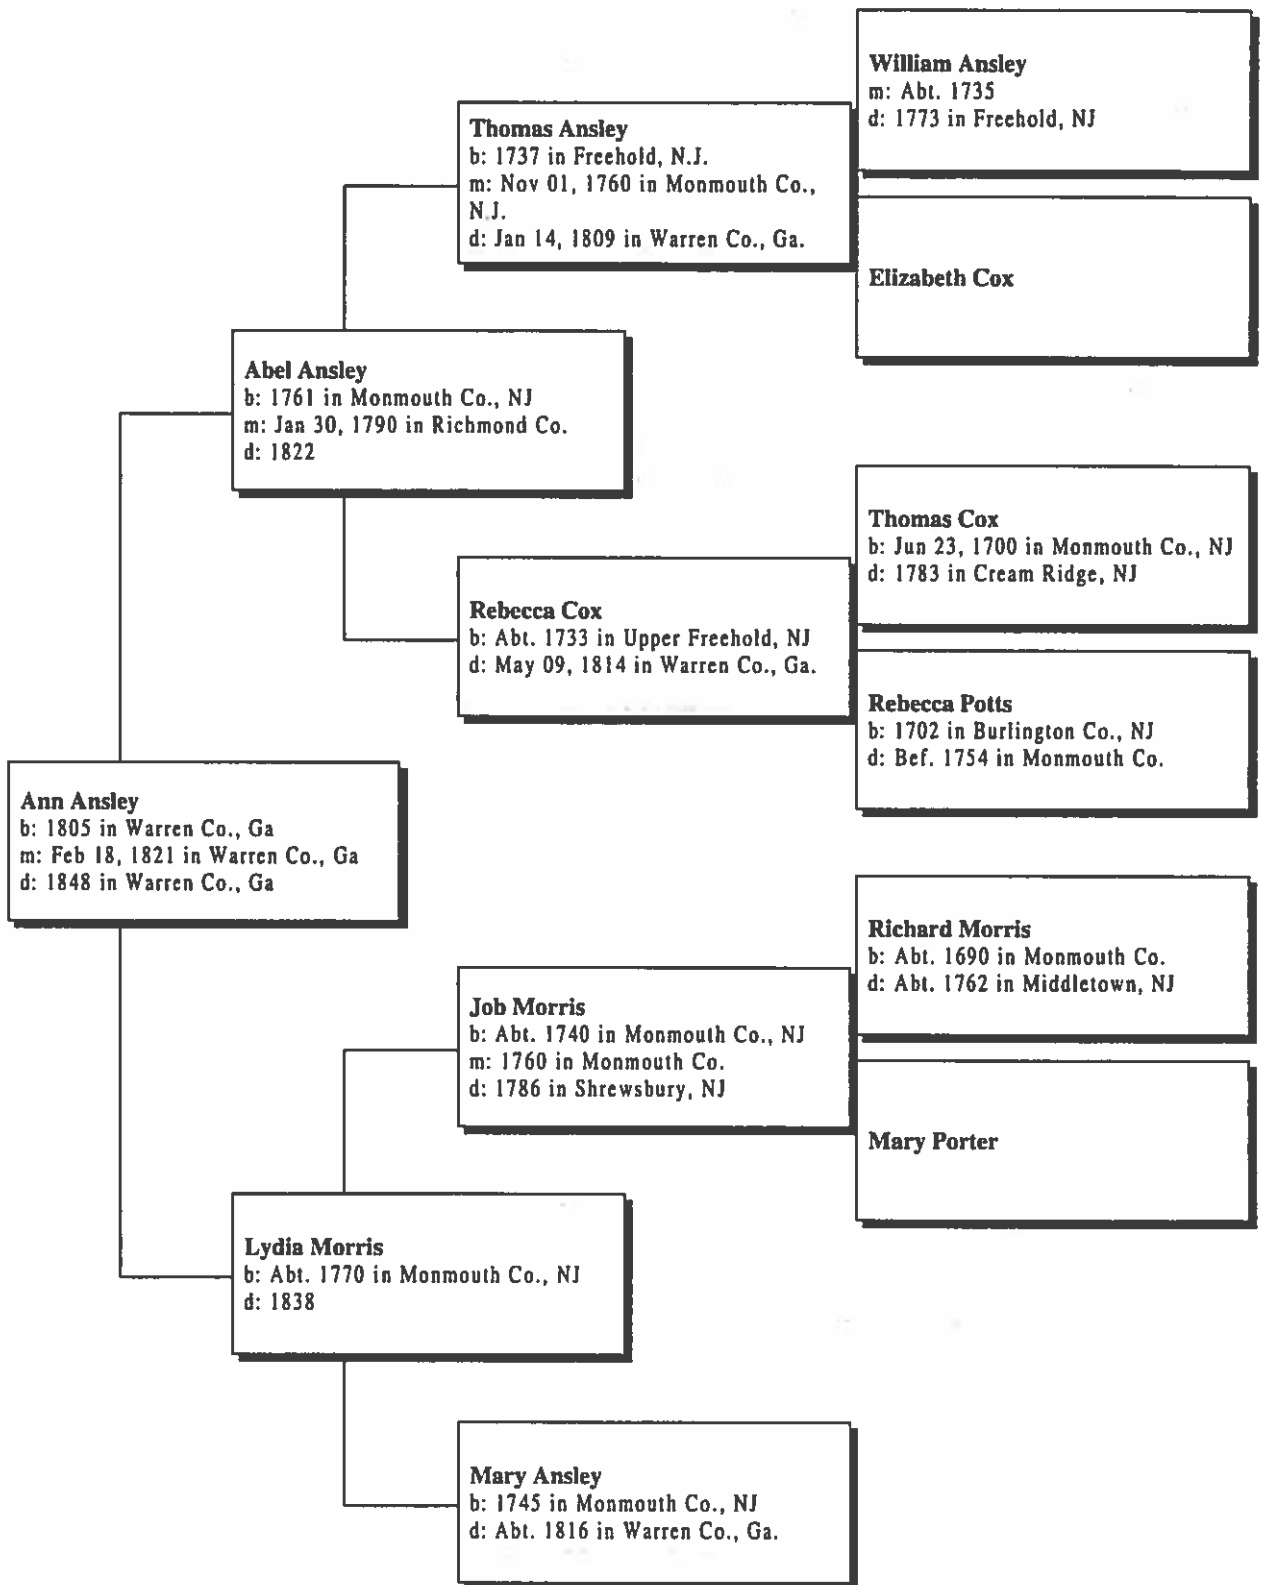 William Ansley
m: Abt. 1735
d: 1773 in Freehold, NJ
Thomas Ansley
b: 1737 in Freehold, N.J.
m: Nov 01, 1760 in Monmouth Co.,
N.J.
d: Jan 14, 1809 in Warren Co., Ga.
Elizabeth Cox
Abel Ansley
b: 1761 in Monmouth Co., NJ
m: Jan 30, 1790 in Richmond Co.
d: 1822
Thomas Cox
b: Jun 23, 1700 in Monmouth Co., NJ
d: 1783 in Cream Ridge, NJ
Rebecca Cox
b: Abt. 1733 in Upper Freehold, NJ
d: May 09, 1814 in Warren Co., Ga.
Rebecca Potts
b: 1702 in Burlington Co., NJ
d: Bef. 1754 in Monmouth Co.
Ann Ansley
b: 1805 in Warren Co., Ga
m: Feb 18, 1821 in Warren Co., Ga
d: 1848 in Warren Co., Ga
Richard Morris
b: Abt. 1690 in Monmouth Co.
d: Abt. 1762 in Middletown, NJ
Job Morris
b: Abt. 1740 in Monmouth Co., NJ
m: 1760 in Monmouth Co.
d: 1786 in Shrewsbury, NJ
Mary Porter
Lydia Morris
b: Abt. 1770 in Monmouth Co., NJ
d: 1838
Mary Ansley
b: 1745 in Monmouth Co., NJ
d: Abt. 1816 in Warren Co., Ga.